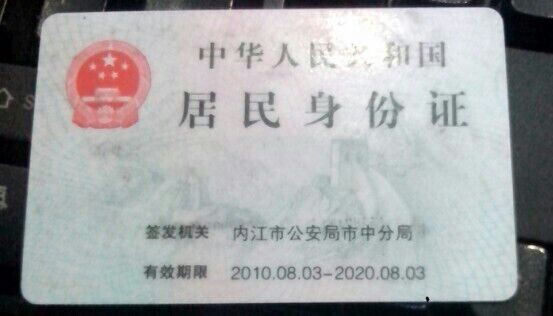 中华人民共和国
居民身份证
签发机关 内江市公安局市中分局
有效期限 2010.08.03-2020.08.03